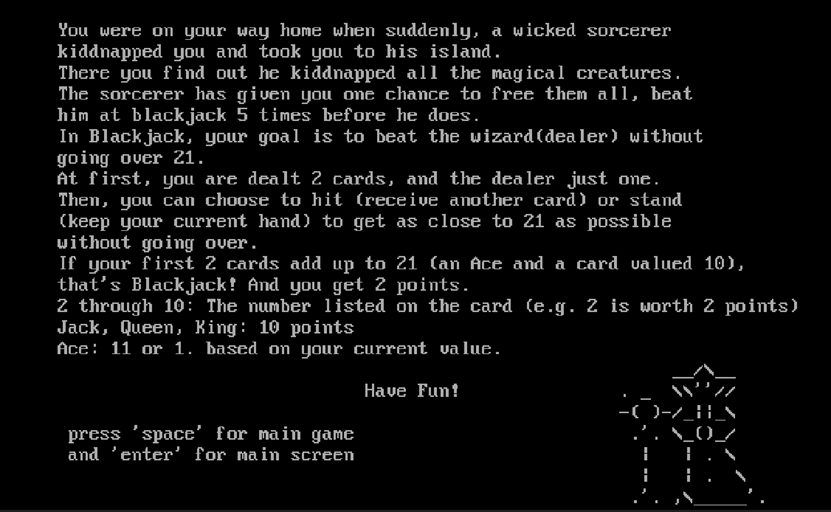 You were on your way home when suddenly, a wicked sorcerer
kiddnapped you and took you to his island.
There you find out he kiddnapped all the magical creatures.
The sorcerer has given you one chance to free them all, beat
him at blackjack 5 times before he does.
In Blackjack, your goal is to beat the wizard(dealer) without
going over 21.
At first, you are dealt 2 cards, and the dealer just one.
Then, you can choose to hit (receive another card) or stand
(keep your current hand) to get as close to 21 as possible
without going over.
If your first 2 cards add up to 21 (an Ace and a card valued 10),
that's Blackjack! And you get 2 points.
2 through 10: The number listed on the card (e.g. 2 is worth 2 points)
Jack, Queen, King: 10 points
Ace: 11 or 1. based on your current value.
Have Fun!
press 'space' for main game
and 'enter' for main screen